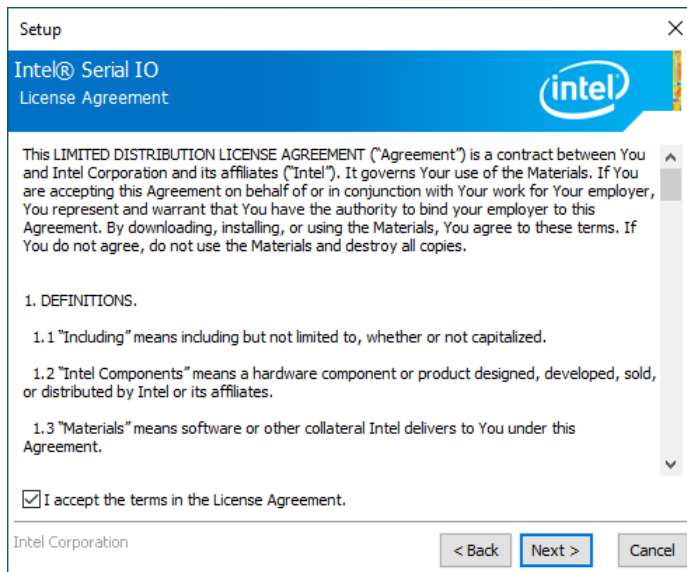 Setup
Intel® Serial IO
License Agreement
intel
This LIMITED DISTRIBUTION LICENSE AGREEMENT ("Agreement") is a contract between You
and Intel Corporation and its affiliates ("Intel"). It governs Your use of the Materials. If You
are accepting this Agreement on behalf of or in conjunction with Your work for Your employer,
You represent and warrant that You have the authority to bind your employer to this
Agreement. By downloading, installing, or using the Materials, You agree to these terms. If
You do not agree, do not use the Materials and destroy all copies.
1. DEFINITIONS.
1.1 "Including" means including but not limited to, whether or not capitalized.
1.2 "Intel Components" means a hardware component or product designed, developed, sold,
or distributed by Intel or its affiliates.
1.3 "Materials" means software or other collateral Intel delivers to You under this
Agreement.
I accept the terms in the License Agreement.
Intel Corporation
< Back
Next >
Cancel